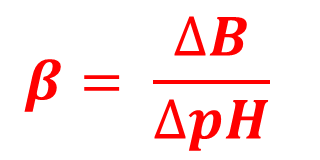 β = ΔB / ΔpH